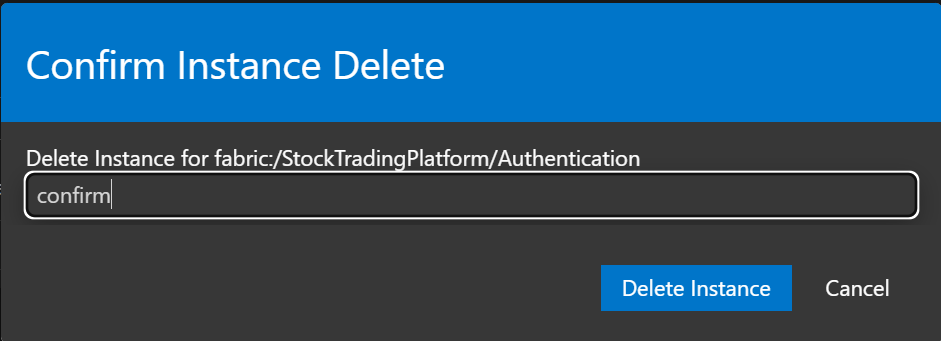 Confirm Instance Delete
Delete Instance for fabric:/StockTradingPlatform/Authentication
confirm
Delete Instance
Cancel